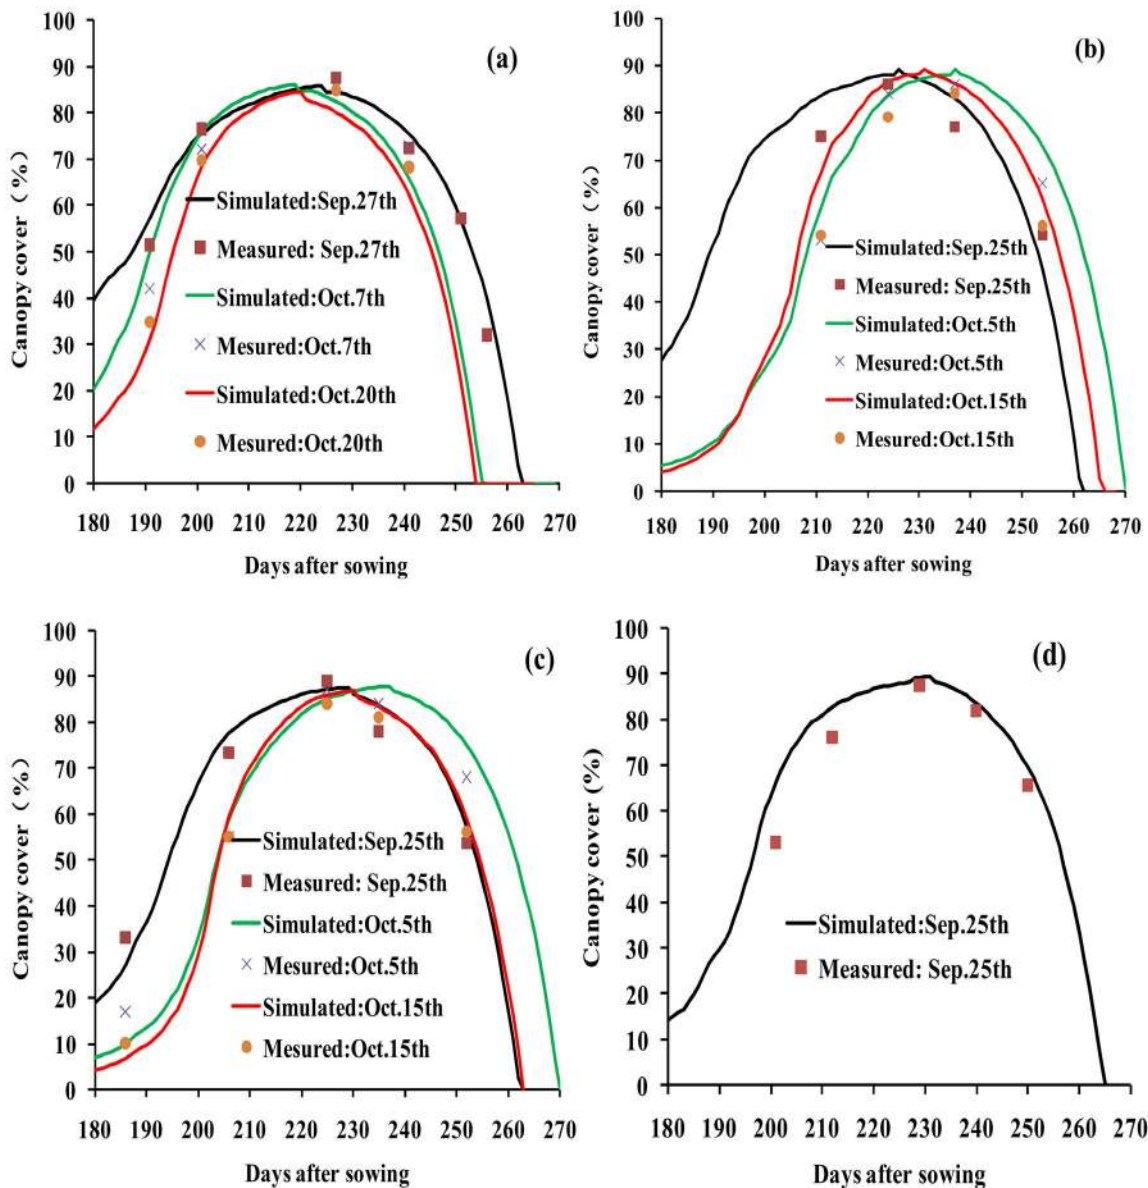 (a)
100
90
80
70
60
50
40
30
20
10
0
Canopy cover (%)
Simulated:Sep.27th
Measured: Sep.27th
Simulated:Oct.7th
Mesured:Oct.7th
Simulated:Oct.20th
Mesured:Oct.20th
180 190 200 210 220 230 240 250 260 270
Days after sowing
(b)
100
90
80
70
60
50
40
30
20
10
0
Canopy cover (%)
Simulated:Sep.25th
Measured: Sep.25th
Simulated:Oct.5th
Mesured:Oct.5th
Simulated:Oct.15th
Mesured:Oct.15th
180 190 200 210 220 230 240 250 260 270
Days after sowing
(c)
100
90
80
70
60
50
40
30
20
10
0
Canopy cover (%)
Simulated:Sep.25th
Measured: Sep.25th
Simulated:Oct.5th
Mesured:Oct.5th
Simulated:Oct.15th
Mesured:Oct.15th
180 190 200 210 220 230 240 250 260 270
Days after sowing
(d)
100
90
80
70
60
50
40
30
20
10
0
Canopy cover (%)
Simulated:Sep.25th
Measured: Sep.25th
180 190 200 210 220 230 240 250 260 270
Days after sowing